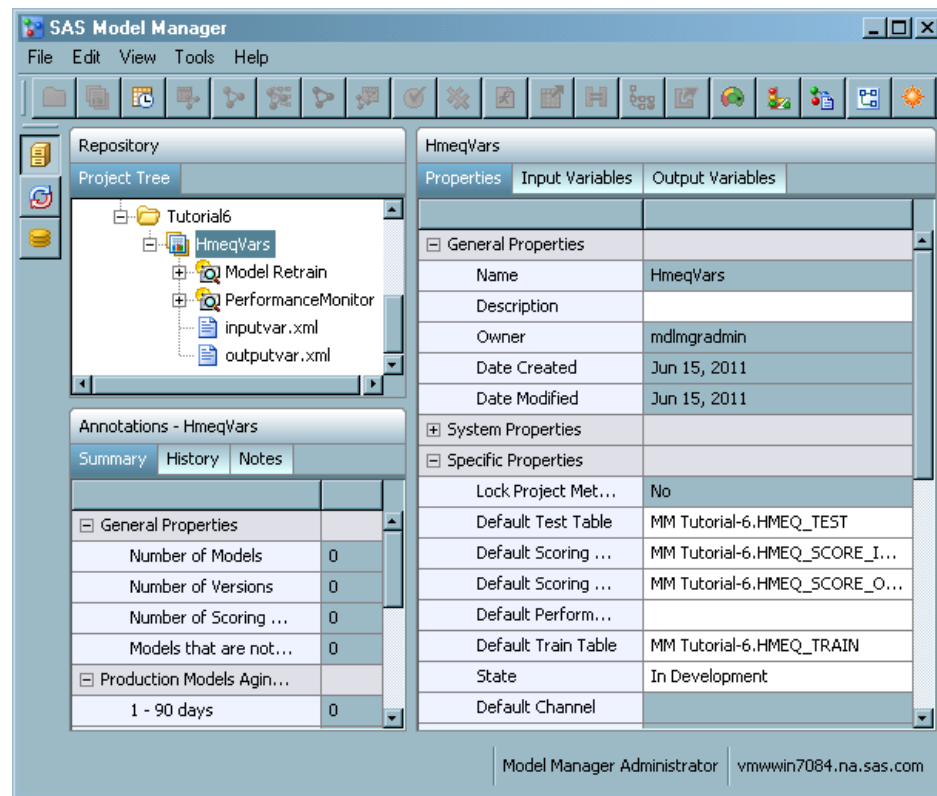 SAS Model Manager
File Edit View Tools Help
Repository
Project Tree
Tutorial6
HmeqVars
Model Retrain
PerformanceMonitor
inputvar.xml
outputvar.xml
Annotations - HmeqVars
Summary History Notes
General Properties
Number of Models 0
Number of Versions 0
Number of Scoring ... 0
Models that are not... 0
Production Models Agin...
1 - 90 days 0
HmeqVars
Properties Input Variables Output Variables
General Properties
Name HmeqVars
Description
Owner mdlmgradmin
Date Created Jun 15, 2011
Date Modified Jun 15, 2011
System Properties
Specific Properties
Lock Project Met... No
Default Test Table MM Tutorial-6.HMEQ_TEST
Default Scoring ... MM Tutorial-6.HMEQ_SCORE_I...
Default Scoring ... MM Tutorial-6.HMEQ_SCORE_O...
Default Perform...
Default Train Table MM Tutorial-6.HMEQ_TRAIN
State In Development
Default Channel
Model Manager Administrator vmwwin7084.na.sas.com